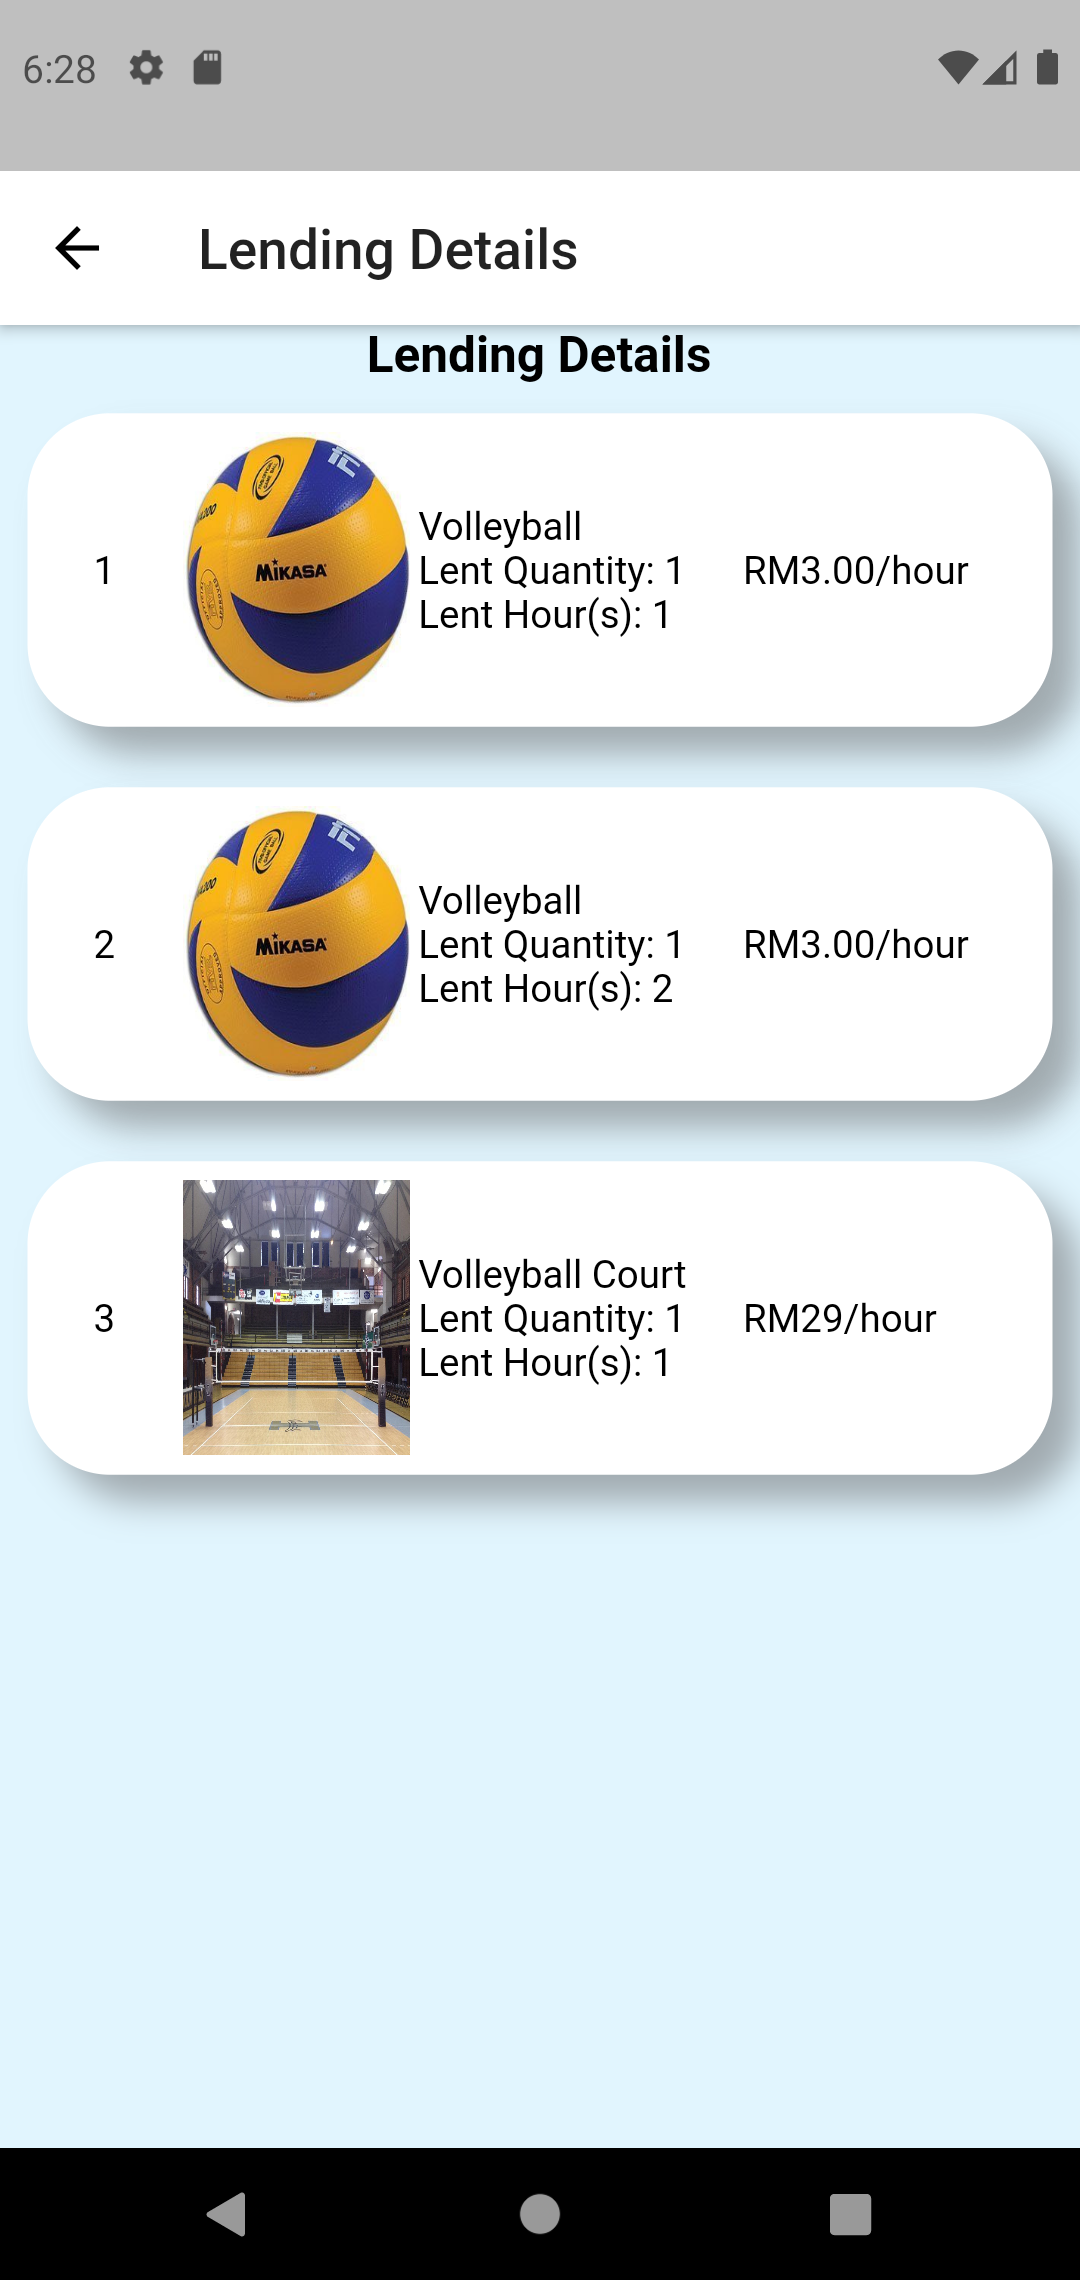 6:28
Lending Details
Lending Details
1
MIKASA
Volleyball
Lent Quantity: 1
Lent Hour(s): 1
RM3.00/hour
2
MIKASA
Volleyball
Lent Quantity: 1
Lent Hour(s): 2
RM3.00/hour
3
Volleyball Court
Lent Quantity: 1
Lent Hour(s): 1
RM29/hour